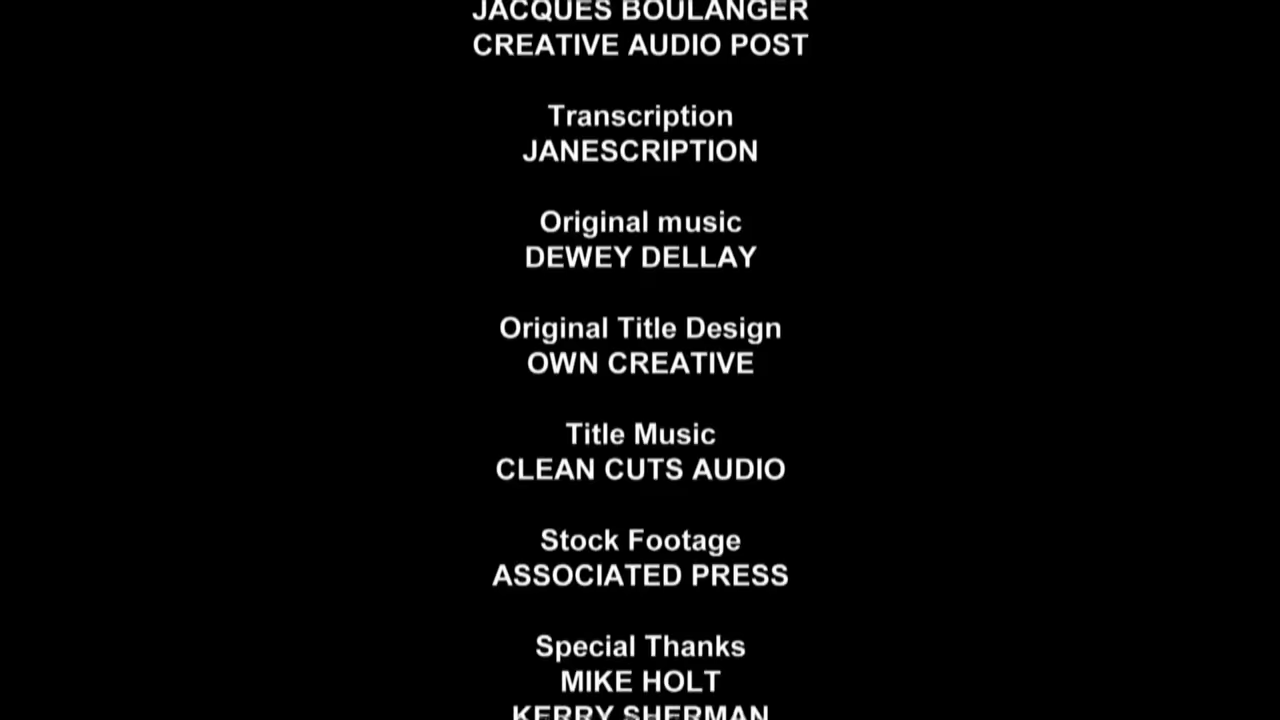 JACQUES BOULANGER
CREATIVE AUDIO POST
Transcription
JANESCRIPTION
Original music
DEWEY DELLAY
Original Title Design
OWN CREATIVE
Title Music
CLEAN CUTS AUDIO
Stock Footage
ASSOCIATED PRESS
Special Thanks
MIKE HOLT
KERRY SHERMAN